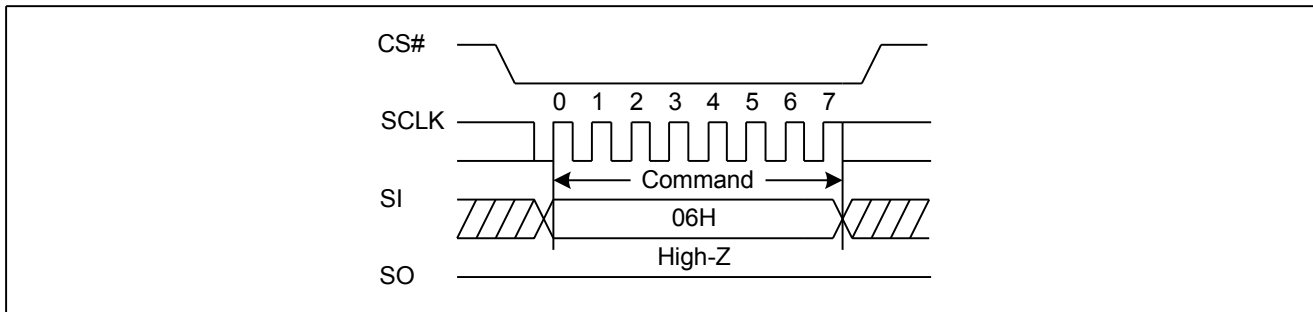 CS#
0 1 2 3 4 5 6 7
SCLK
Command
SI
06H
High-Z
SO